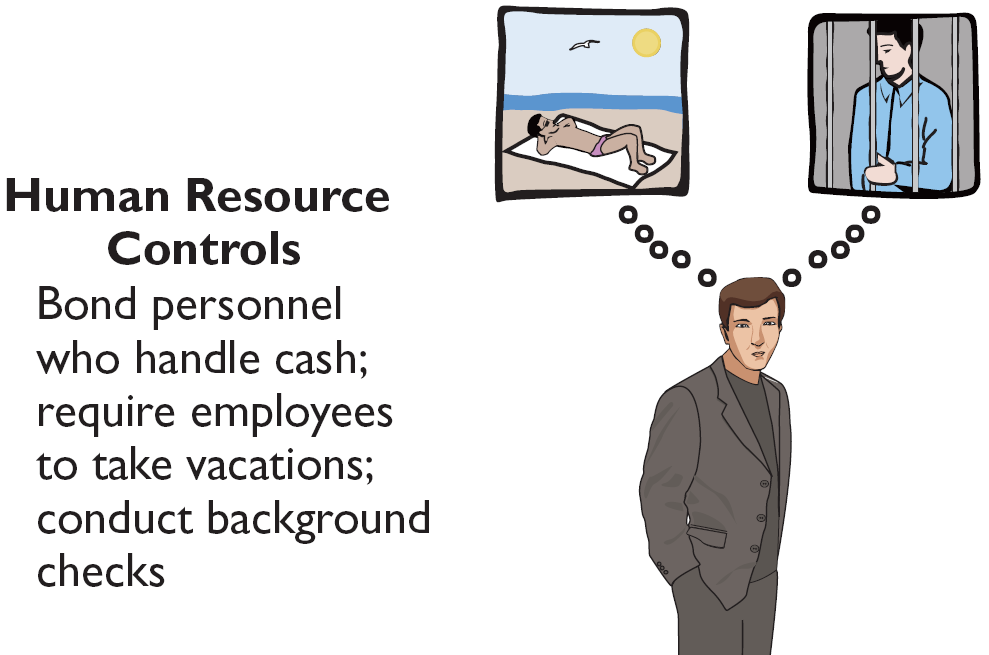 Human Resource
Controls
Bond personnel
who handle cash;
require employees
to take vacations;
conduct background
checks